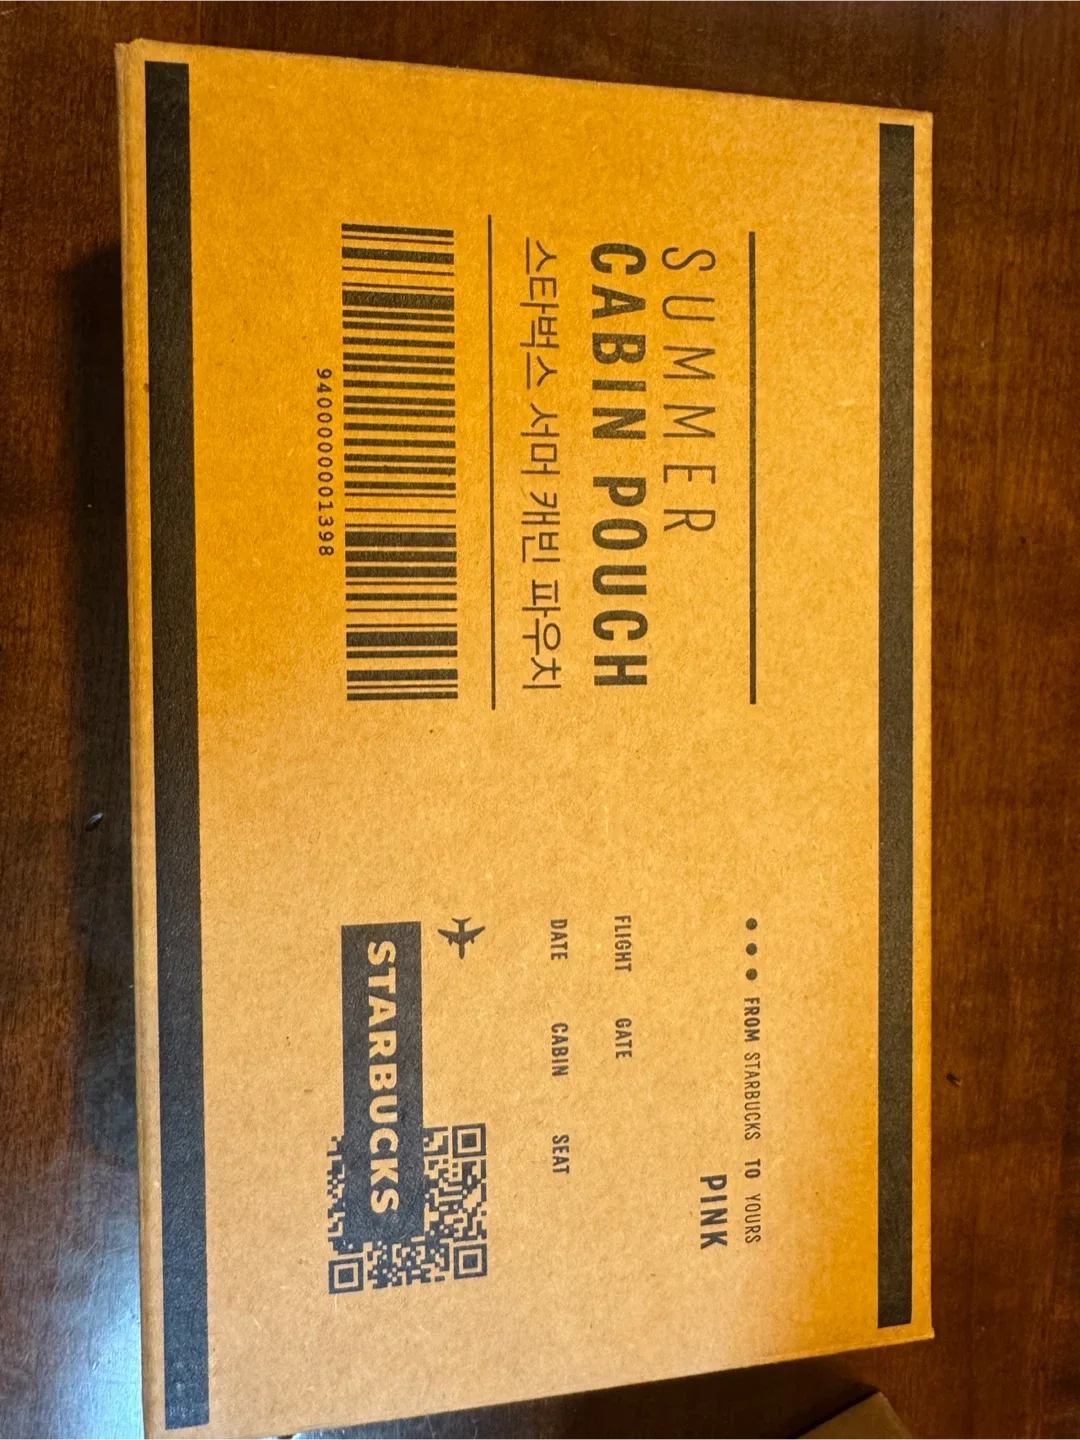 SUMMER
CABIN POUCH
스타벅스 서머 캐빈 파우치
9400000001398
••• FROM STARBUCKS TO YOURS
PINK
FLIGHT GATE
DATE CABIN SEAT
STARBUCKS